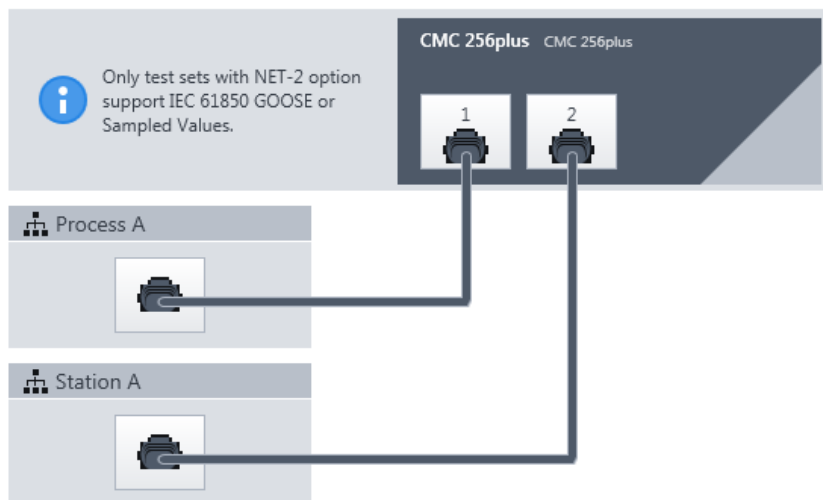 Only test sets with NET-2 option
support IEC 61850 GOOSE or
Sampled Values.
CMC 256plus CMC 256plus
1 2
Process A
Station A